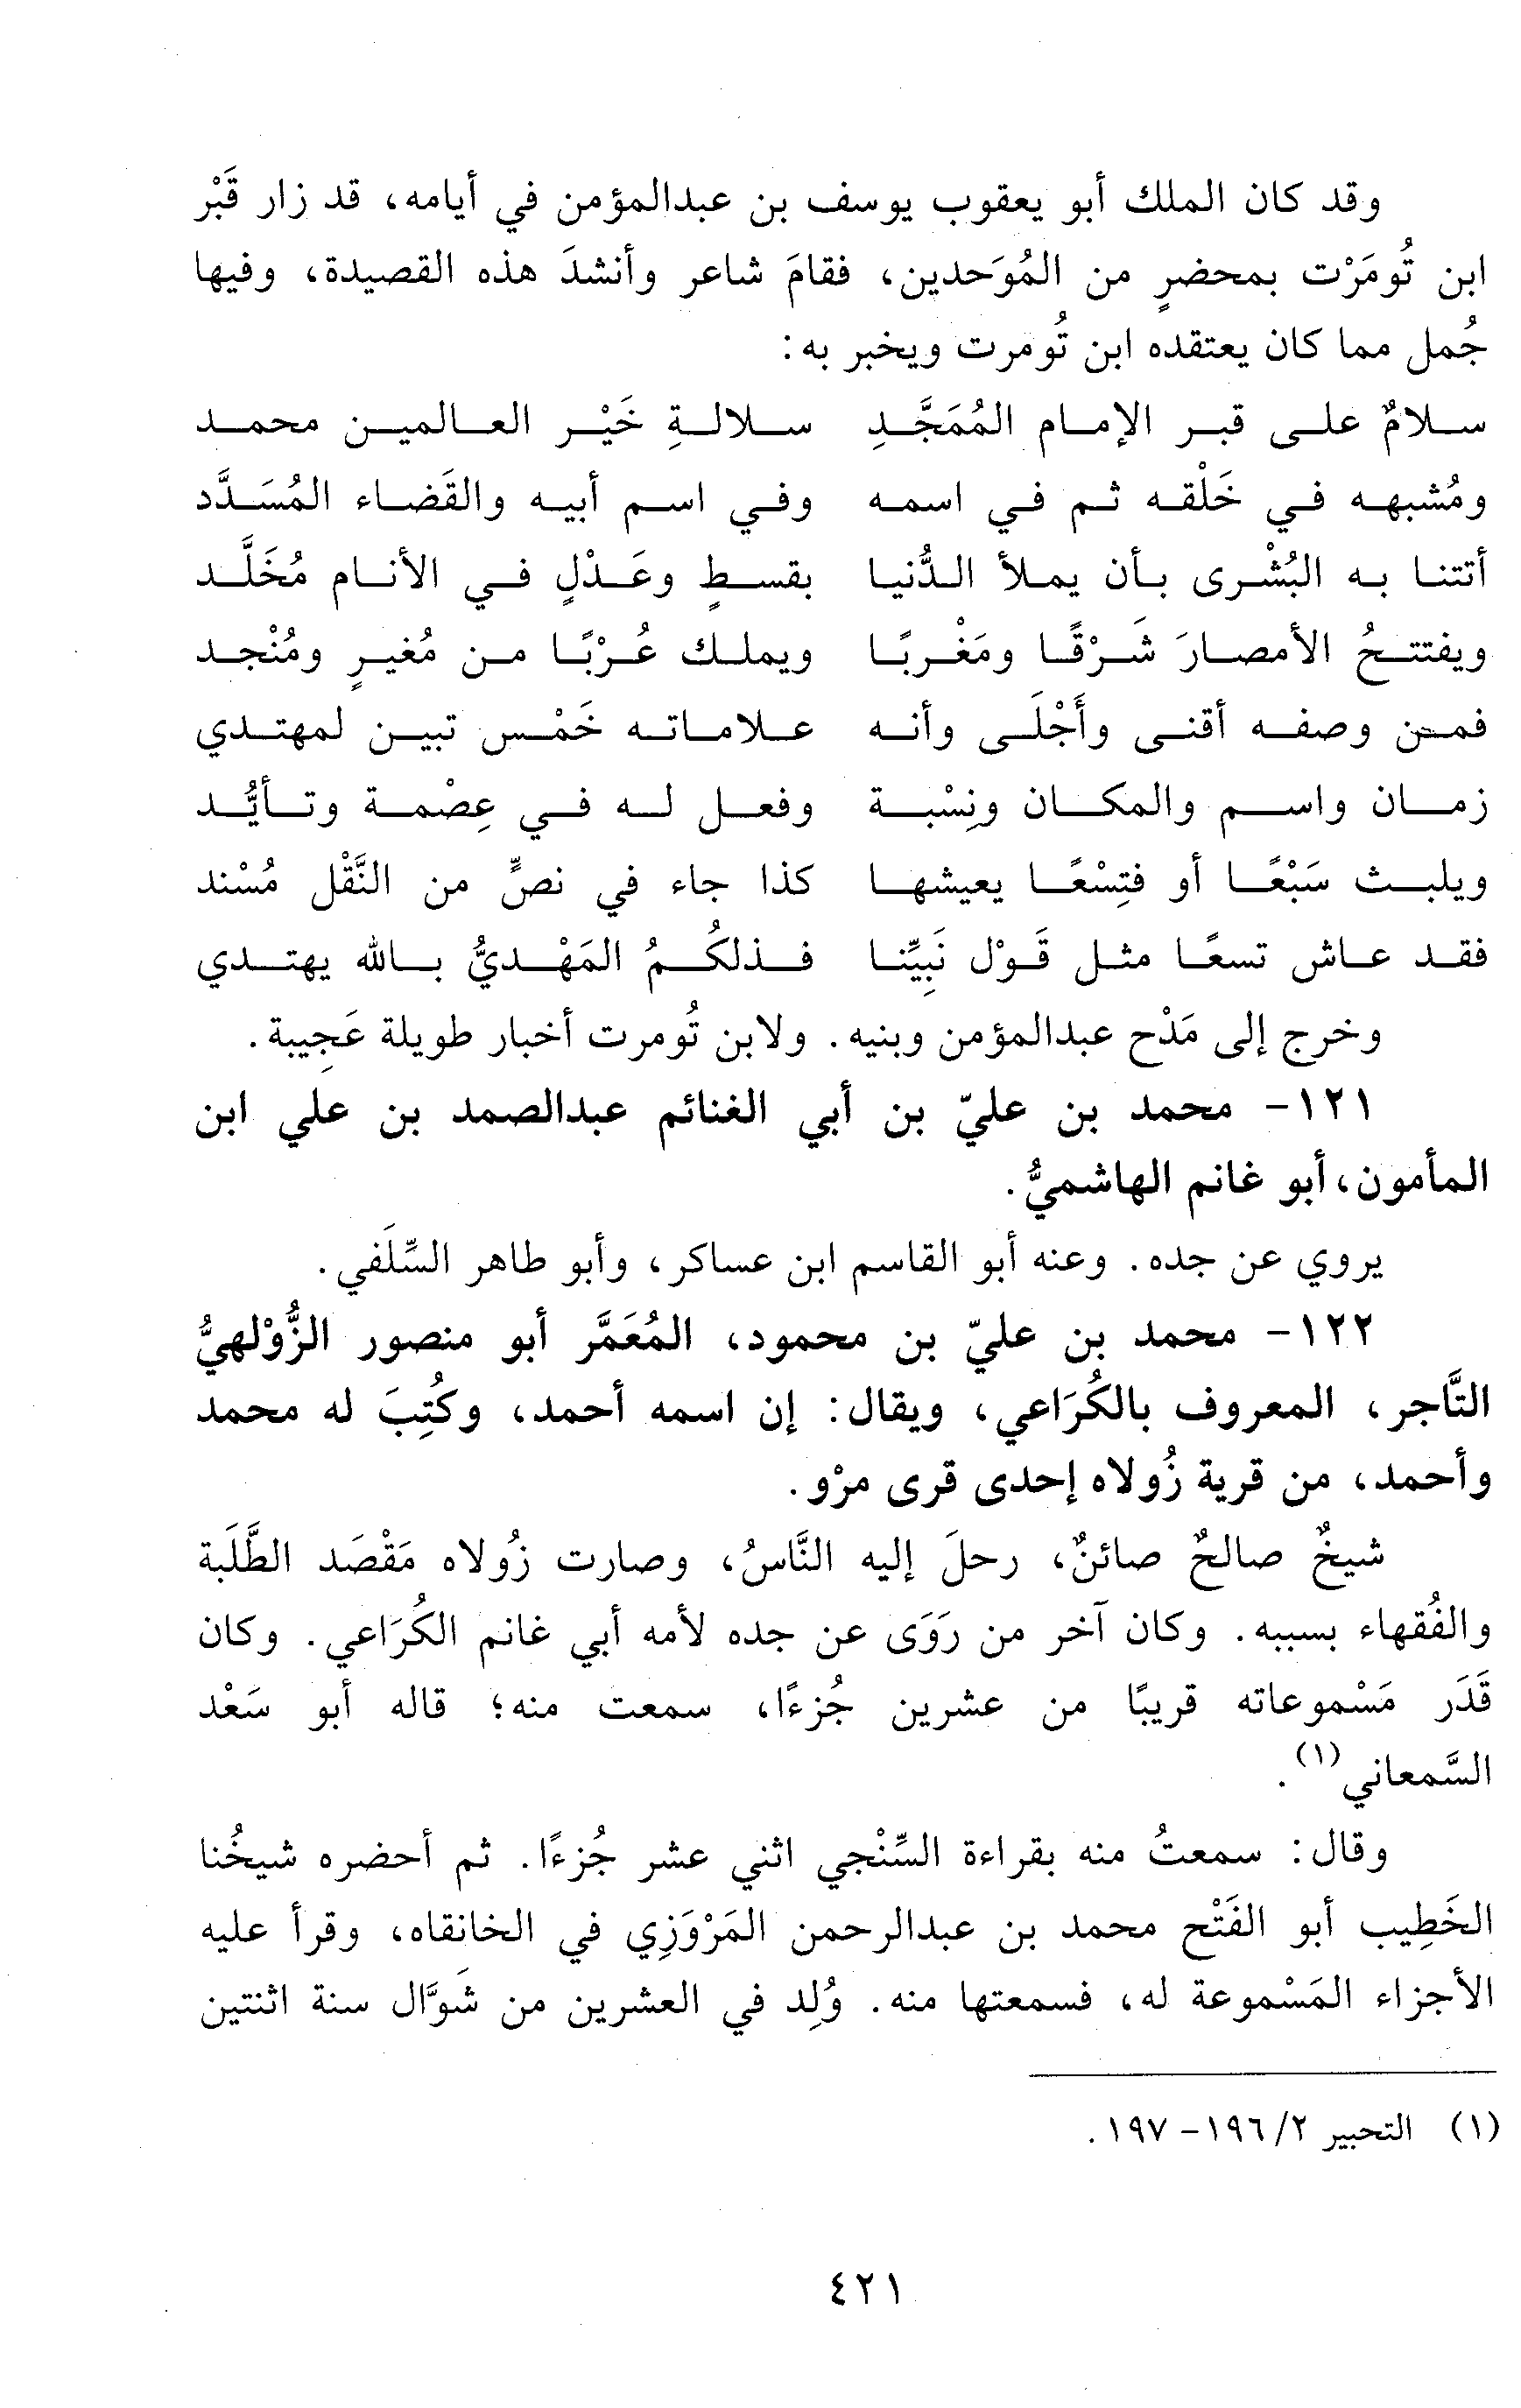 وقد كان الملك أبو يعقوب يوسف بن عبدالمؤمن في أيامه، قد زار قَبْر
ابن تُومَرْت بمحضرٍ من المُوَحدين، فقامَ شاعر وأنشدَ هذه القصيدة، وفيها
جُمل مما كان يعتقده ابن تُومرت ويخبر به:
سلامٌ على قبر الإمام المُمَجَّدِ سلالةِ خَيْر العالمين محمد
ومُشبهه في خَلْقه ثم في اسمه وفي اسم أبيه والقَضاء المُسَدَّد
أتتنا به البُشْرى بأن يملأ الدُّنيا بقسطٍ وعَدْلٍ في الأنام مُخَلَّد
ويفتتحُ الأمصارَ شَرْقًا ومَغْربًا ويملك عُرْبًا من مُغيرٍ ومُنْجد
فمن وصفه أقنى وأَجْلَى وأنه علاماته خَمْس تبين لمهتدي
زمان واسم والمكان ونِسْبة وفعل له في عِصْمة وتأيُّد
ويلبث سَبْعًا أو فتِسْعًا يعيشها كذا جاء في نصٍّ من النَّقْل مُسْند
فقد عاش تسعًا مثل قَوْل نَبِيِّنا فذلكُمُ المَهْديُّ بالله يهتدي
وخرج إلى مَدْح عبدالمؤمن وبنيه. ولابن تُومرت أخبار طويلة عَجِيبة.
١٢١- محمد بن عليّ بن أبي الغنائم عبدالصمد بن علي ابن
المأمون، أبو غانم الهاشميُّ.
يروي عن جده. وعنه أبو القاسم ابن عساكر، وأبو طاهر السِّلَفي.
١٢٢- محمد بن عليّ بن محمود، المُعَمَّر أبو منصور الزُّوْلهيُّ
التَّاجر، المعروف بالكُرَاعي، ويقال: إن اسمه أحمد، وكُتِبَ له محمد
وأحمد، من قرية زُولاه إحدى قرى مرْو.
شيخٌ صالحٌ صائنٌ، رحلَ إليه النَّاسُ، وصارت زُولاه مَقْصَد الطَّلَبة
والفُقهاء بسببه. وكان آخر من رَوَى عن جده لأمه أبي غانم الكُرَاعي. وكان
قَدَر مَسْموعاته قريبًا من عشرين جُزءًا، سمعت منه؛ قاله أبو سَعْد
السَّمعاني(١).
وقال: سمعتُ منه بقراءة السِّنْجي اثني عشر جُزءًا. ثم أحضره شيخُنا
الخَطِيب أبو الفَتْح محمد بن عبدالرحمن المَرْوَزِي في الخانقاه، وقرأ عليه
الأجزاء المَسْموعة له، فسمعتها منه. وُلِد في العشرين من شَوَّال سنة اثنتين
(١) التحبير ٢/ ١٩٦- ١٩٧.
٤٢١